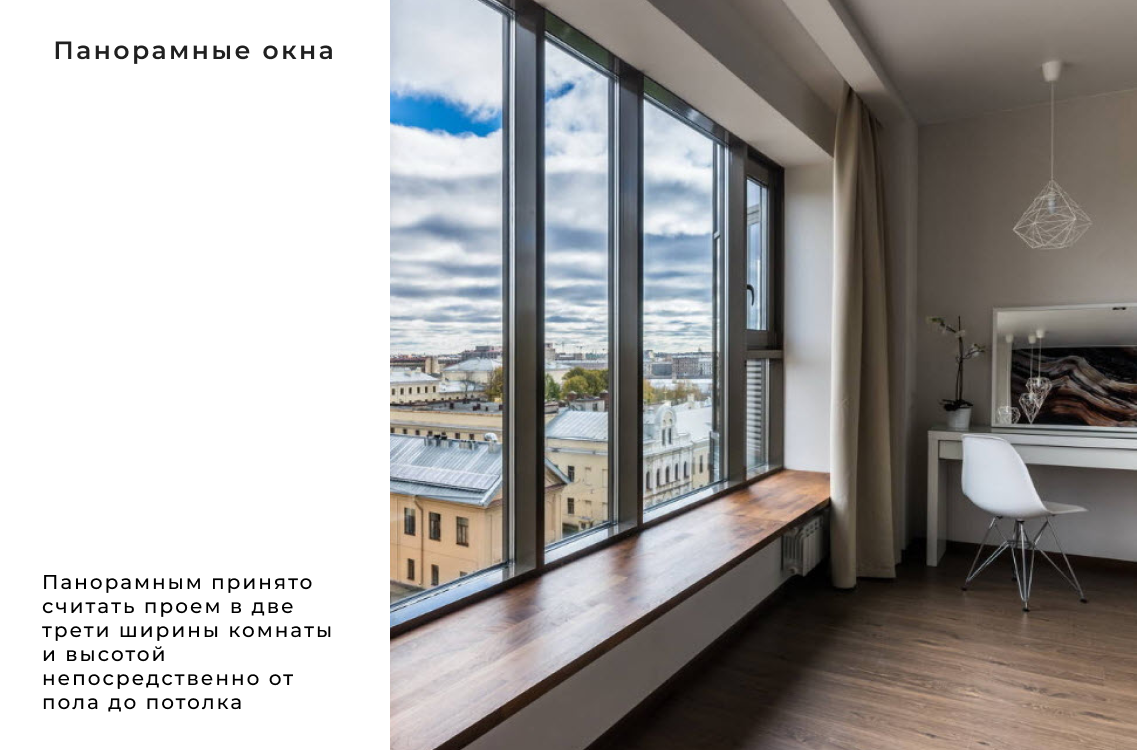 Панорамные окна
Панорамным принято
считать проем в две
трети ширины комнаты
и высотой
непосредственно от
пола до потолка